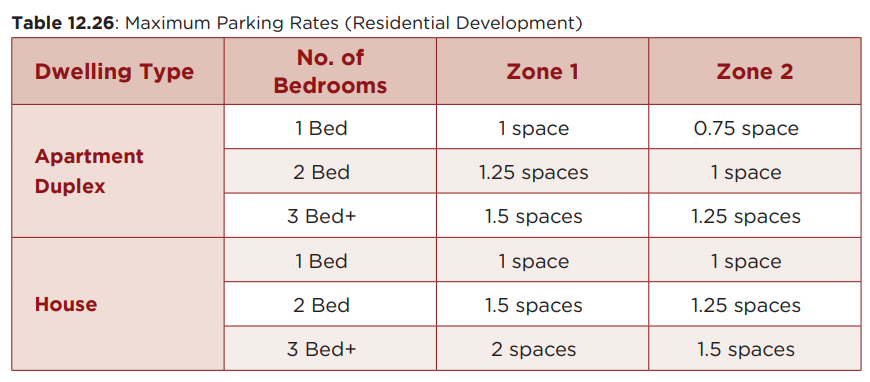 Table 12.26: Maximum Parking Rates (Residential Development)
Dwelling Type
No. of
Bedrooms
Zone 1
Zone 2
Apartment
Duplex
1 Bed
1 space
0.75 space
2 Bed
1.25 spaces
1 space
3 Bed+
1.5 spaces
1.25 spaces
House
1 Bed
1 space
1 space
2 Bed
1.5 spaces
1.25 spaces
3 Bed+
2 spaces
1.5 spaces